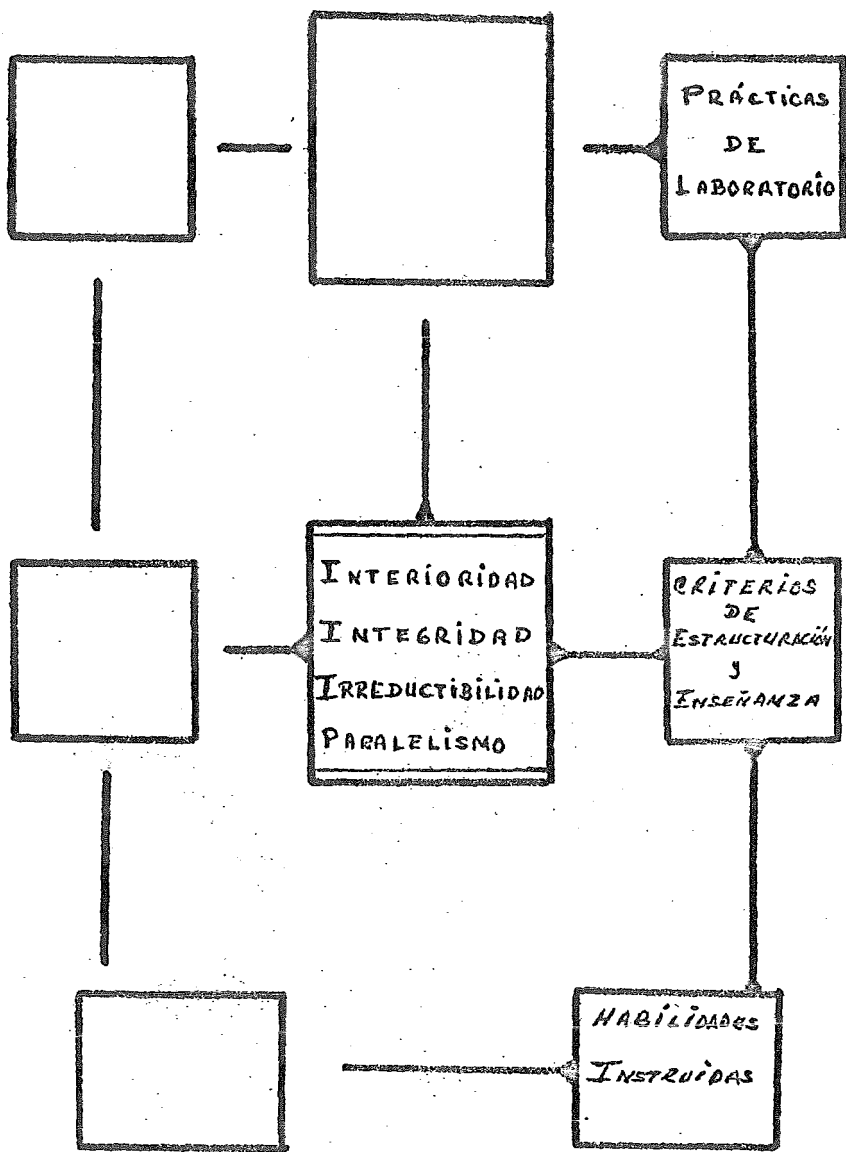 PRÁCTICAS
DE
LABORATORIO
INTERIORIDAD
INTEGRIDAD
IRREDUCTIBILIDAD
PARALELISMO
CRITERIOS
DE
ESTRUCTURACIÓN
y
ENSEÑANZA
HABILIDADES
INSTRUIDAS